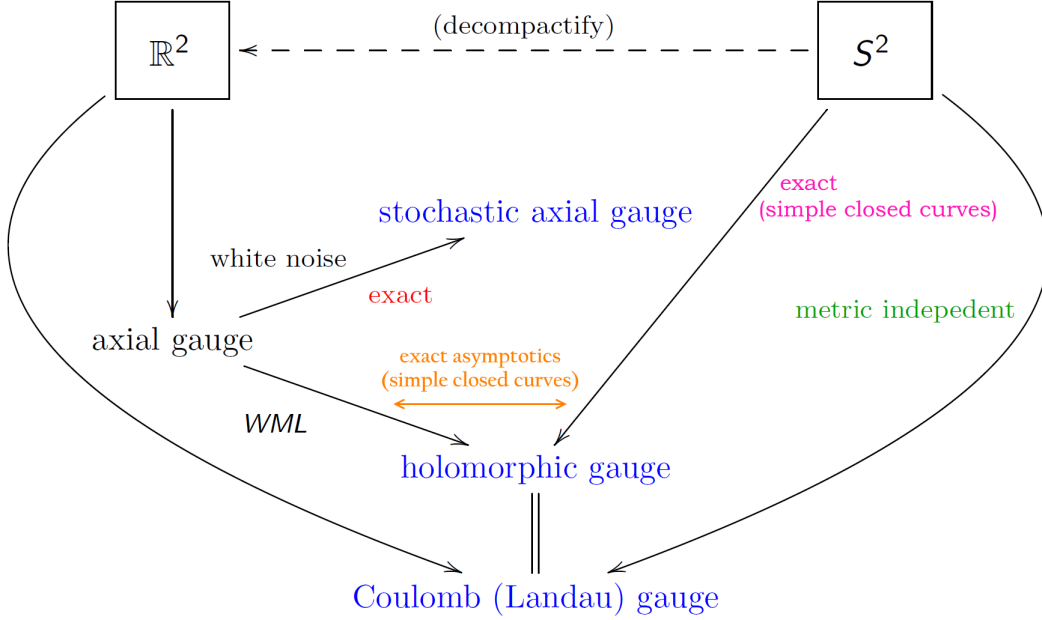 (decompactify)
ℝ²
S²
exact
(simple closed curves)
stochastic axial gauge
white noise
exact
metric indepedent
axial gauge
exact asymptotics
(simple closed curves)
WML
holomorphic gauge
Coulomb (Landau) gauge